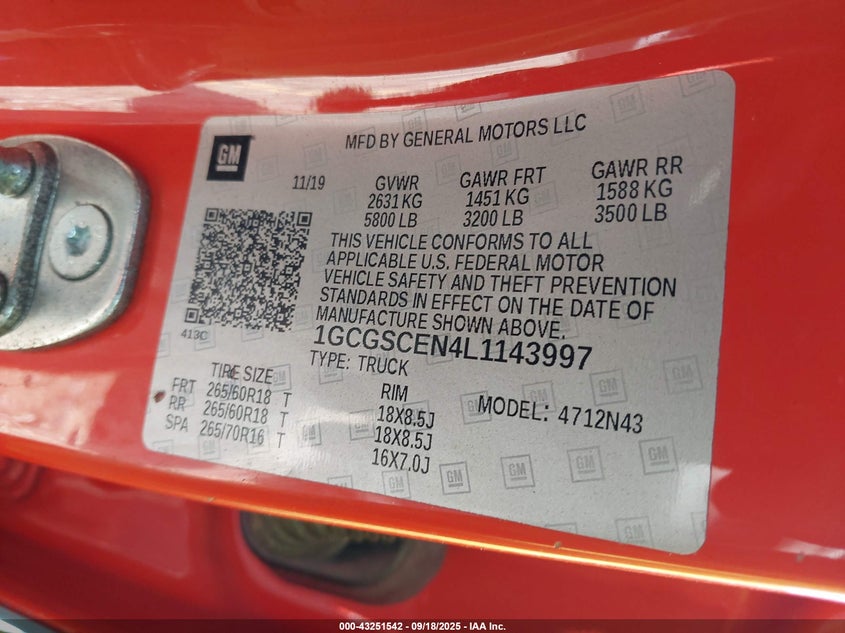 GM
MFD BY GENERAL MOTORS LLC
11/19 GVWR GAWR FRT GAWR RR
2631 KG 1451 KG 1588 KG
5800 LB 3200 LB 3500 LB
THIS VEHICLE CONFORMS TO ALL
APPLICABLE U.S. FEDERAL MOTOR
VEHICLE SAFETY AND THEFT PREVENTION
STANDARDS IN EFFECT ON THE DATE OF
MANUFACTURE SHOWN ABOVE.
413C
1GCGSCEN4L1143997
TYPE: TRUCK
TIRE SIZE RIM MODEL: 4712N43
FRT 265/60R18 T 18X8.5J
RR 265/60R18 T 18X8.5J
SPA 265/70R16 T 16X7.0J
000-43251542 - 09/18/2025 - IAA Inc.